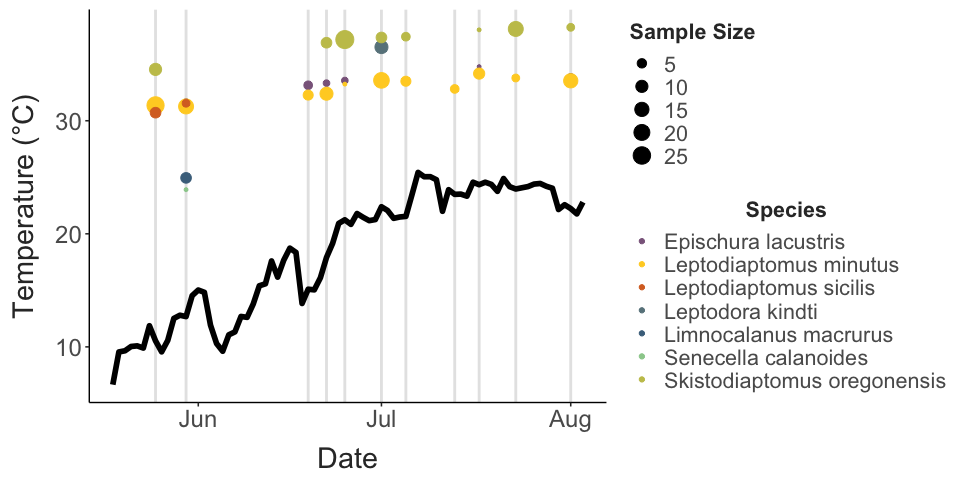 Temperature (°C)
30
20
10
Jun
Jul
Aug
Date
Sample Size
5
10
15
20
25
Species
Epischura lacustris
Leptodiaptomus minutus
Leptodiaptomus sicilis
Leptodora kindti
Limnocalanus macrurus
Senecella calanoides
Skistodiaptomus oregonensis